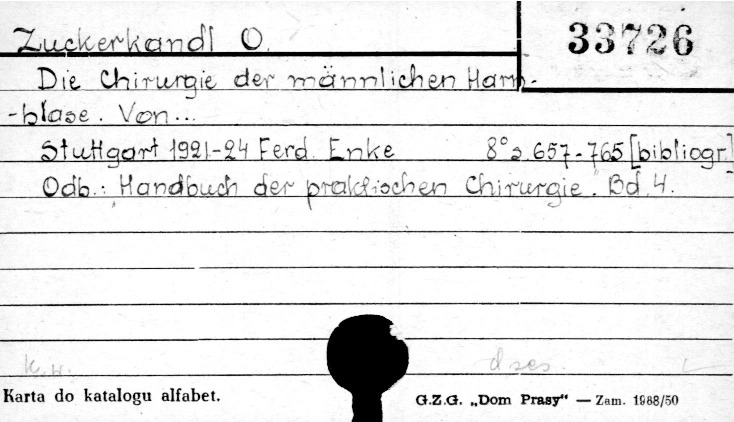 33726
Zuckerkandl O.
Die Chirurgie der männlichen Harn-
-blase. Von...
Stuttgart 1921-24 Ferd. Enke 8° s. 657-765 [bibliogr.]
Odb.: Handbuch der praktischen Chirurgie. Bd. 4.
k.w.
Karta do katalogu alfabet.
G.Z.G. „Dom Prasy“ — Zam. 1988/50